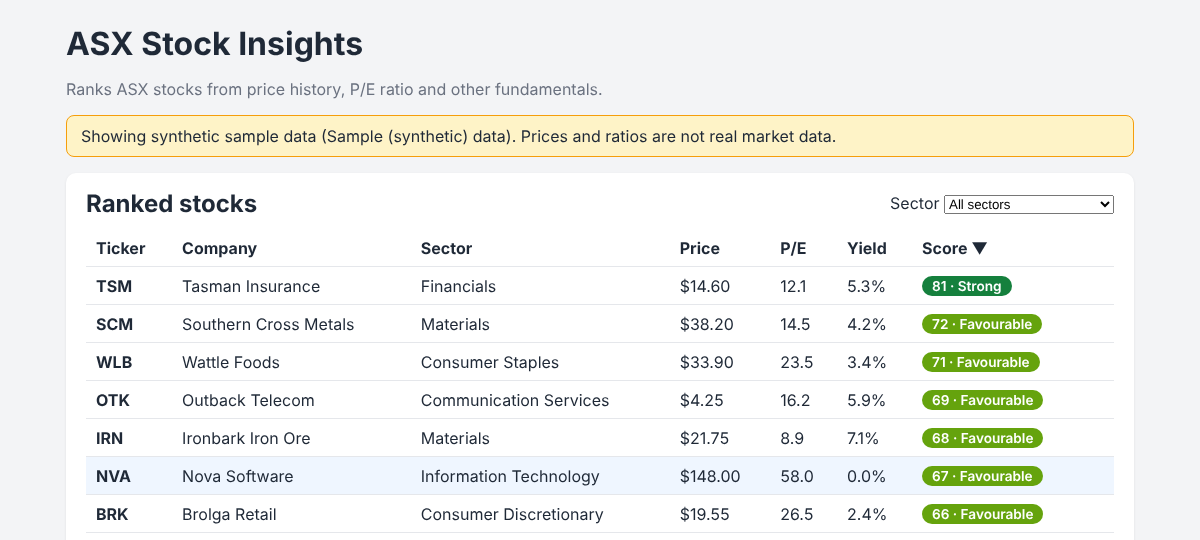 ASX Stock Insights
Ranks ASX stocks from price history, P/E ratio and other fundamentals.
Showing synthetic sample data (Sample (synthetic) data). Prices and ratios are not real market data.
Ranked stocks Sector All sectors
Ticker Company Sector Price P/E Yield Score ▼
TSM Tasman Insurance Financials $14.60 12.1 5.3% 81 · Strong
SCM Southern Cross Metals Materials $38.20 14.5 4.2% 72 · Favourable
WLB Wattle Foods Consumer Staples $33.90 23.5 3.4% 71 · Favourable
OTK Outback Telecom Communication Services $4.25 16.2 5.9% 69 · Favourable
IRN Ironbark Iron Ore Materials $21.75 8.9 7.1% 68 · Favourable
NVA Nova Software Information Technology $148.00 58.0 0.0% 67 · Favourable
BRK Brolga Retail Consumer Discretionary $19.55 26.5 2.4% 66 · Favourable